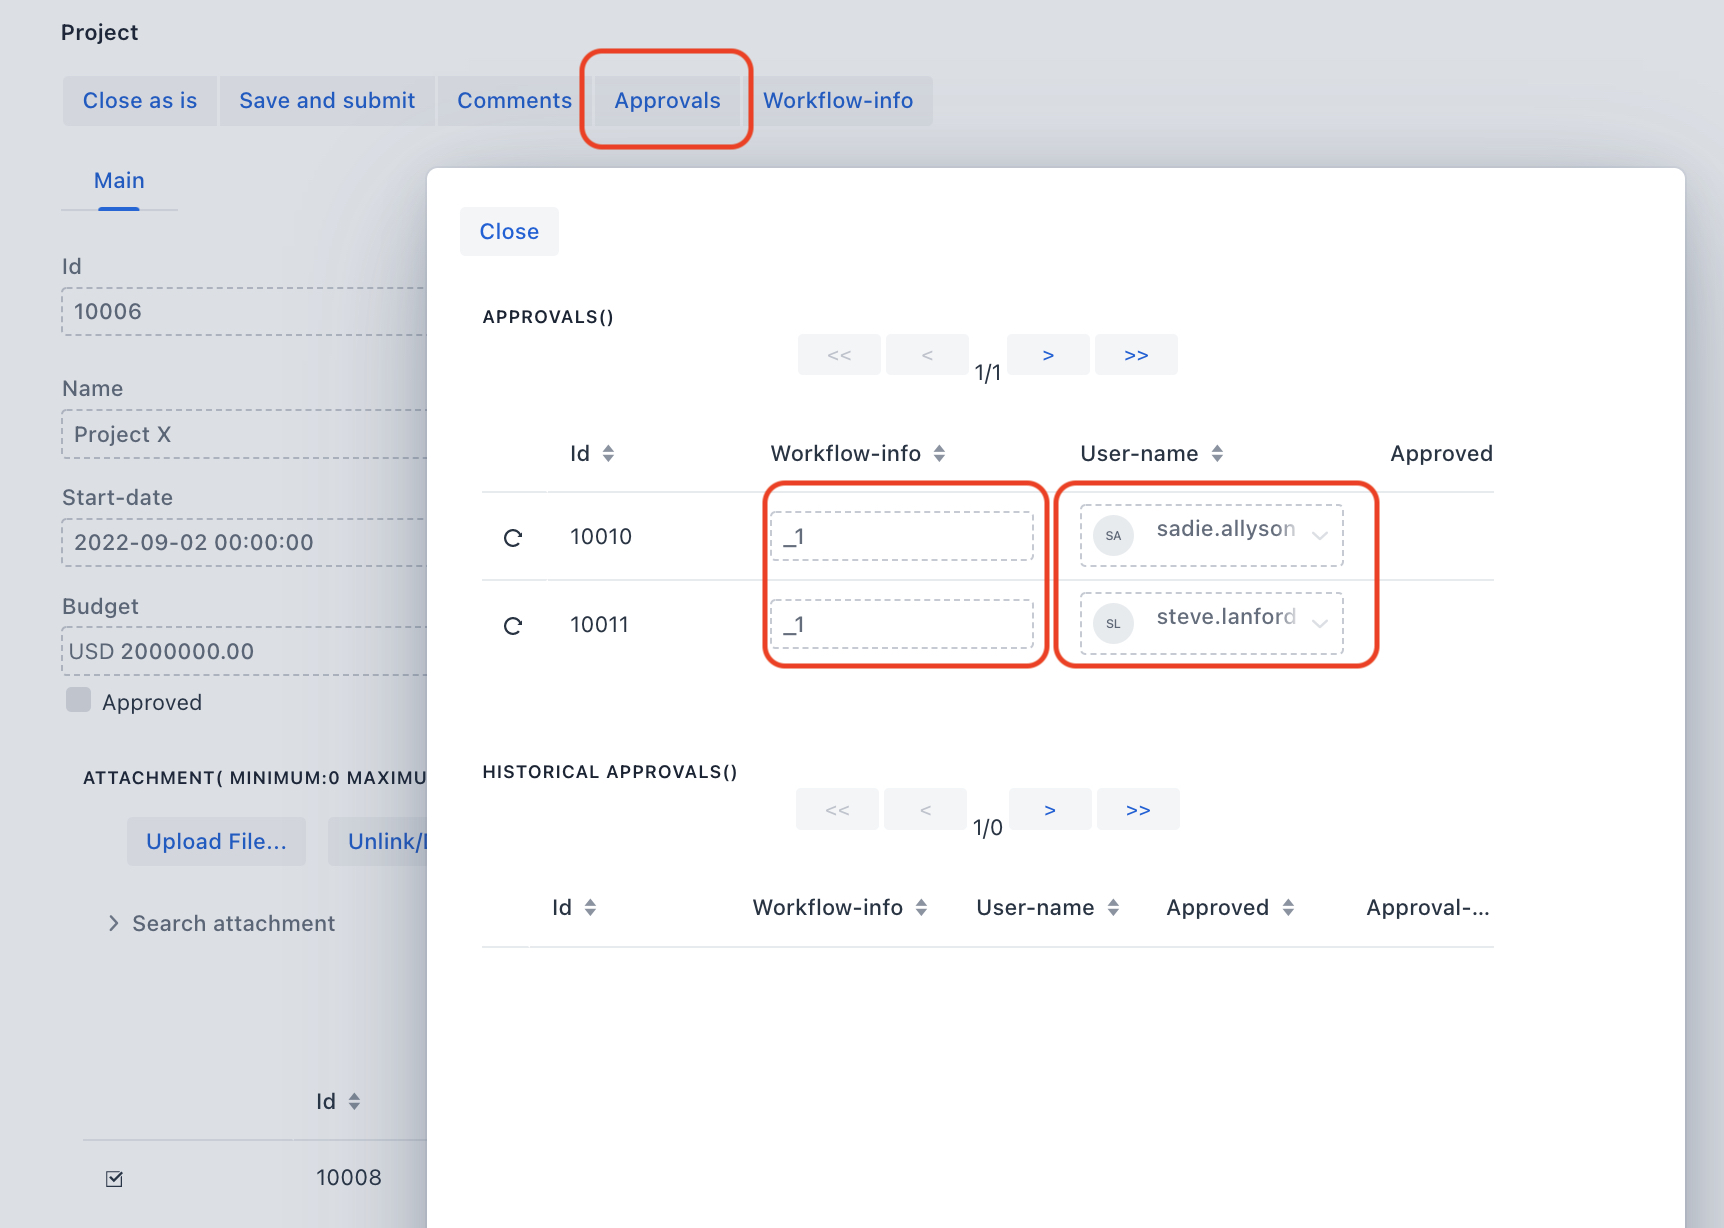 Project
Close as is Save and submit Comments Approvals Workflow-info
Main
Close
Id
10006
APPROVALS()
<< < 1/1 > >>
Name
Project X
Id Workflow-info User-name Approved
Start-date
2022-09-02 00:00:00
10010 _1 SA sadie.allyson
Budget
10011 _1 SL steve.lanford
USD 2000000.00
Approved
HISTORICAL APPROVALS()
ATTACHMENT( MINIMUM:0 MAXIMU
<< < 1/0 > >>
Upload File... Unlink/
Id Workflow-info User-name Approved Approval-...
Search attachment
Id
10008